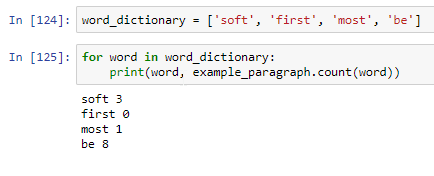 In [124]: word_dictionary = ['soft', 'first', 'most', 'be']
In [125]: for word in word_dictionary:
    print(word, example_paragraph.count(word))
soft 3
first 0
most 1
be 8